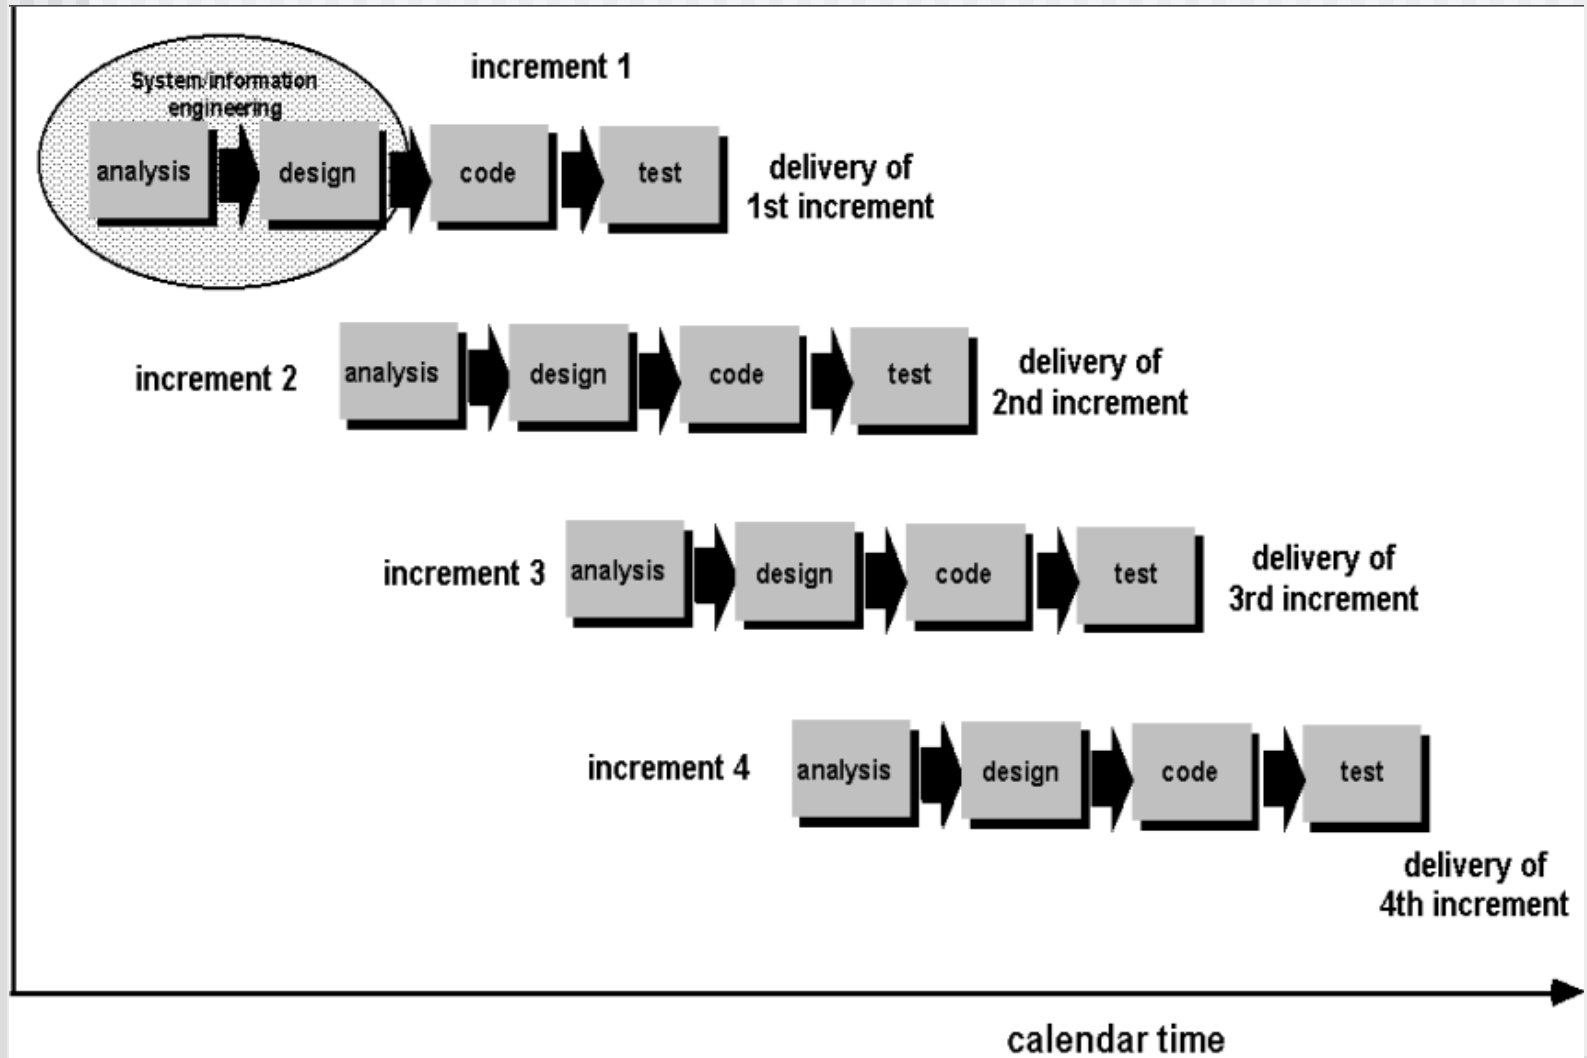 increment 1
System/information
engineering
analysis
design
code
test
delivery of
1st increment
increment 2
analysis
design
code
test
delivery of
2nd increment
increment 3
analysis
design
code
test
delivery of
3rd increment
increment 4
analysis
design
code
test
delivery of
4th increment
calendar time